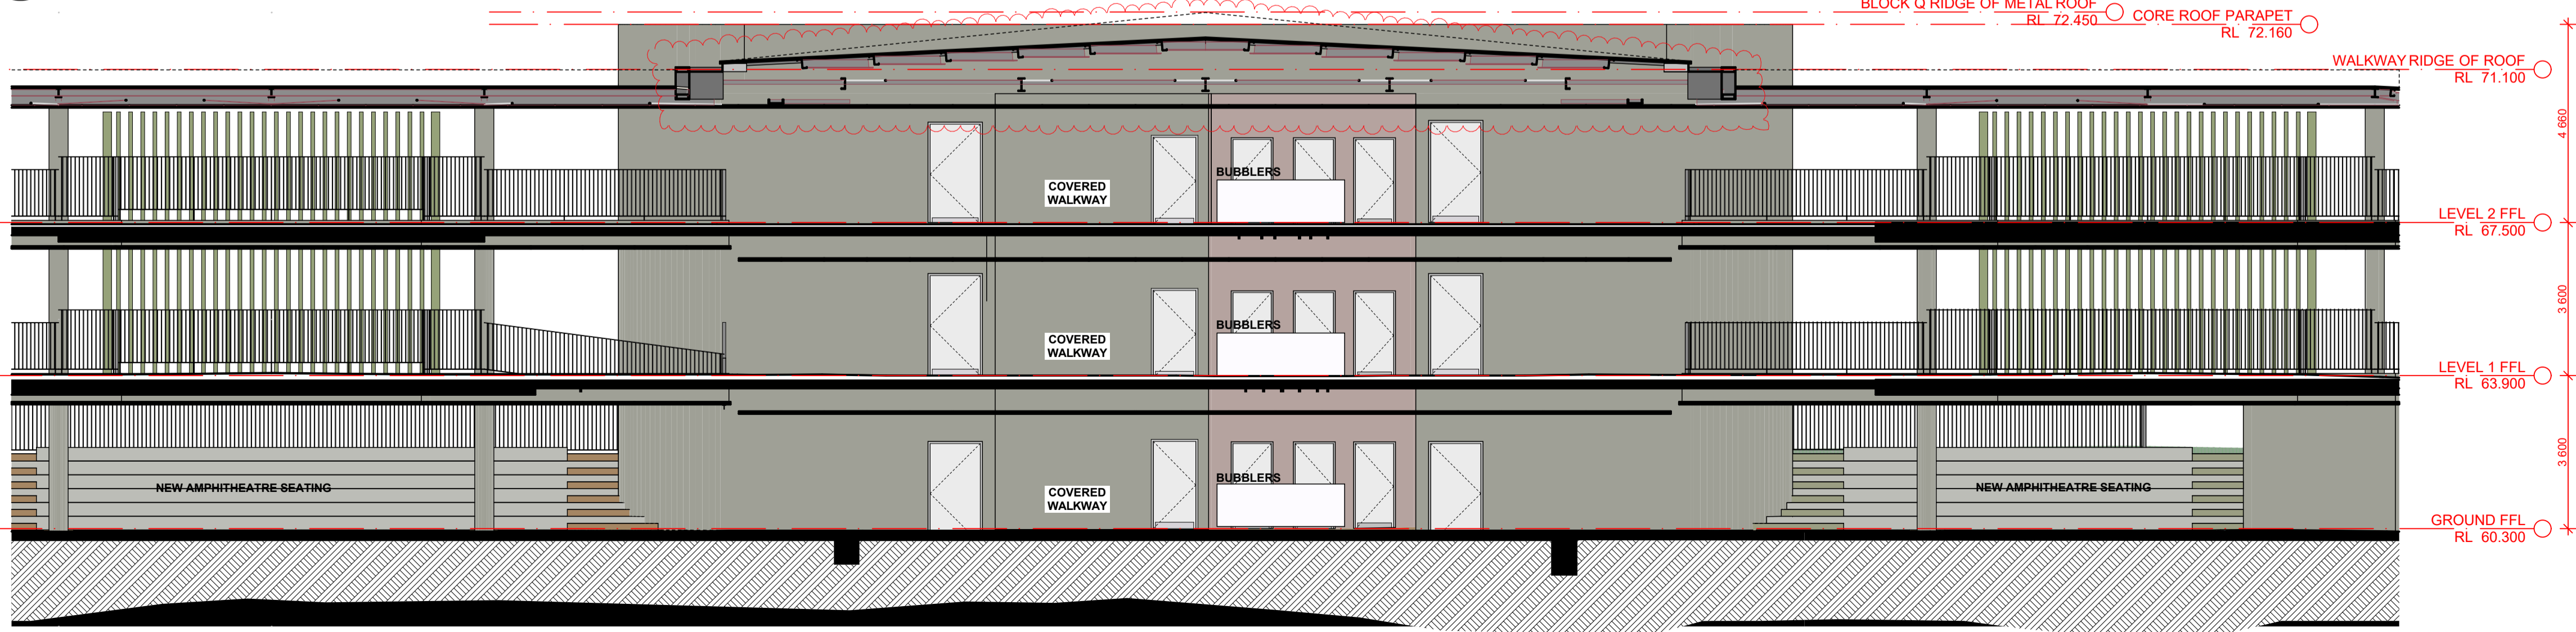 BLOCK Q RIDGE OF METAL ROOF
RL 72.450
CORE ROOF PARAPET
RL 72.160
WALKWAY RIDGE OF ROOF
RL 71.100
4 660
COVERED
WALKWAY
BUBBLERS
LEVEL 2 FFL
RL 67.500
3 600
COVERED
WALKWAY
BUBBLERS
LEVEL 1 FFL
RL 63.900
3 600
NEW AMPHITHEATRE SEATING
COVERED
WALKWAY
BUBBLERS
NEW AMPHITHEATRE SEATING
GROUND FFL
RL 60.300